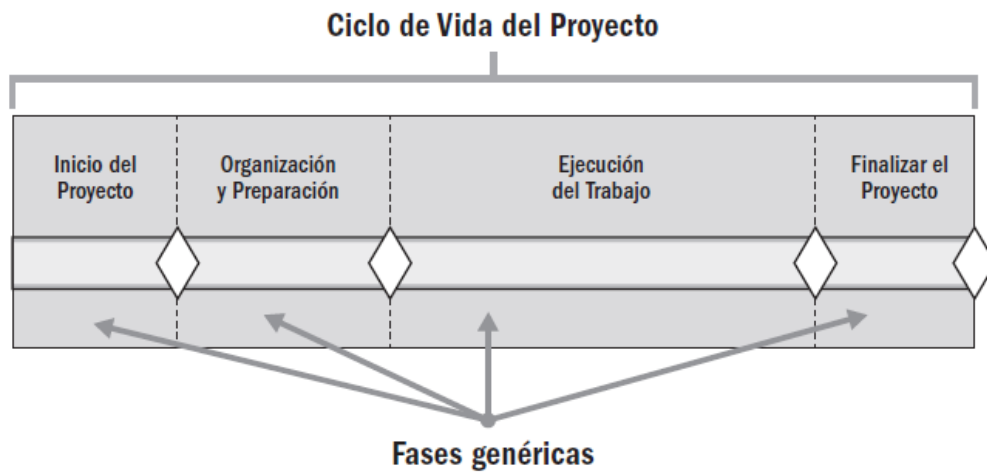 Ciclo de Vida del Proyecto
Inicio del
Proyecto
Organización
y Preparación
Ejecución
del Trabajo
Finalizar el
Proyecto
Fases genéricas